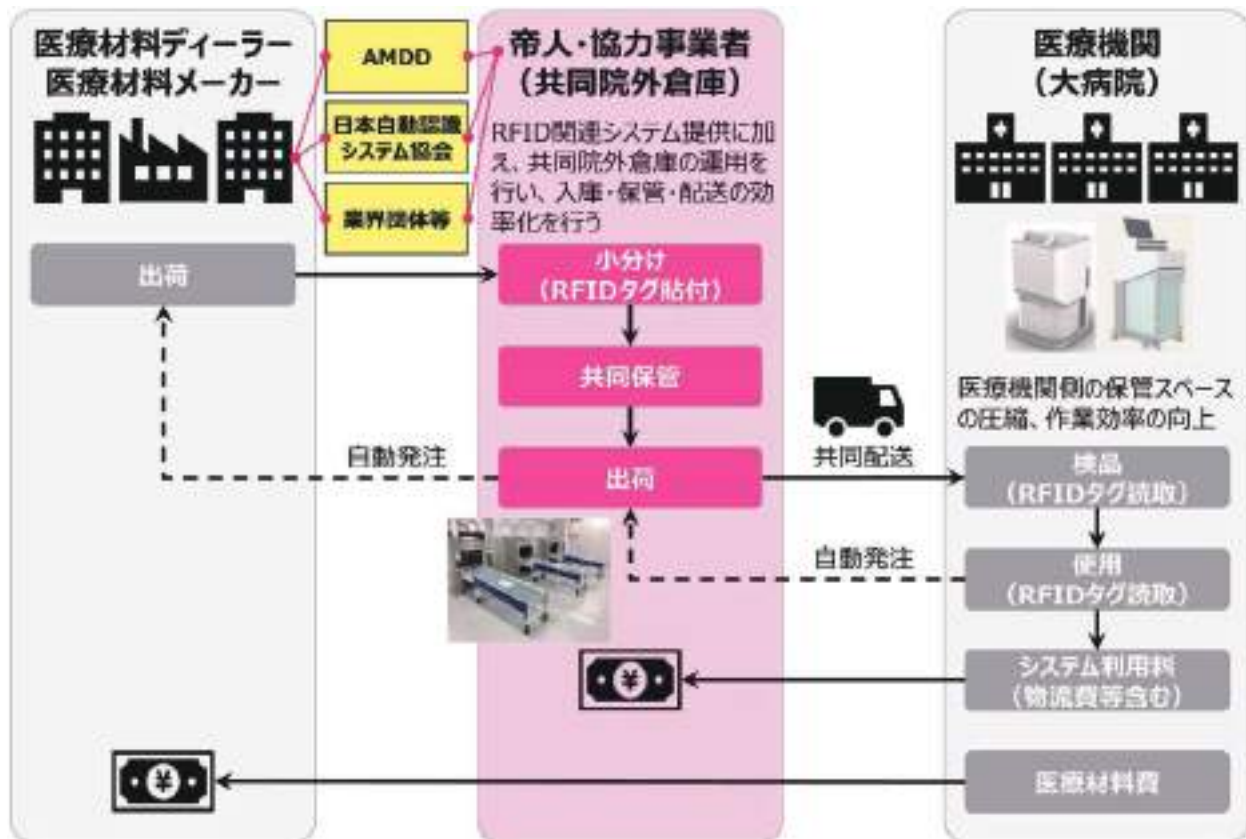 医療材料ディーラー
医療材料メーカー
AMDD
日本自動認識
システム協会
業界団体等
帝人・協力事業者
（共同院外倉庫）
RFID関連システム提供に加
え、共同院外倉庫の運用を
行い、入庫・保管・配送の効
率化を行う
医療機関
（大病院）
出荷
小分け
（RFIDタグ貼付）
共同保管
医療機関側の保管スペース
の圧縮、作業効率の向上
自動発注
出荷
共同配送
検品
（RFIDタグ読取）
自動発注
使用
（RFIDタグ読取）
¥
システム利用料
（物流費等含む）
¥
医療材料費